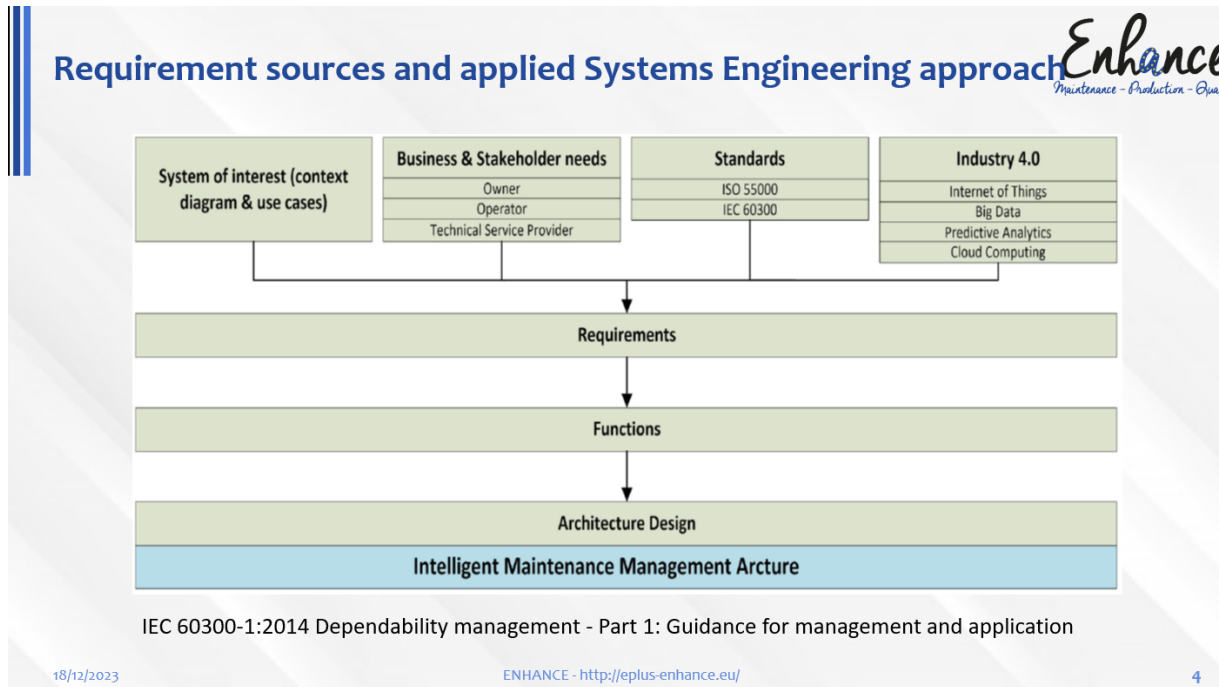 Requirement sources and applied Systems Engineering approach
Enhance
Maintenance - Production - Qua
System of interest (context
diagram & use cases)
Business & Stakeholder needs
Owner
Operator
Technical Service Provider
Standards
ISO 55000
IEC 60300
Industry 4.0
Internet of Things
Big Data
Predictive Analytics
Cloud Computing
Requirements
Functions
Architecture Design
Intelligent Maintenance Management Arcture
IEC 60300-1:2014 Dependability management - Part 1: Guidance for management and application
18/12/2023
ENHANCE - http://eplus-enhance.eu/
4